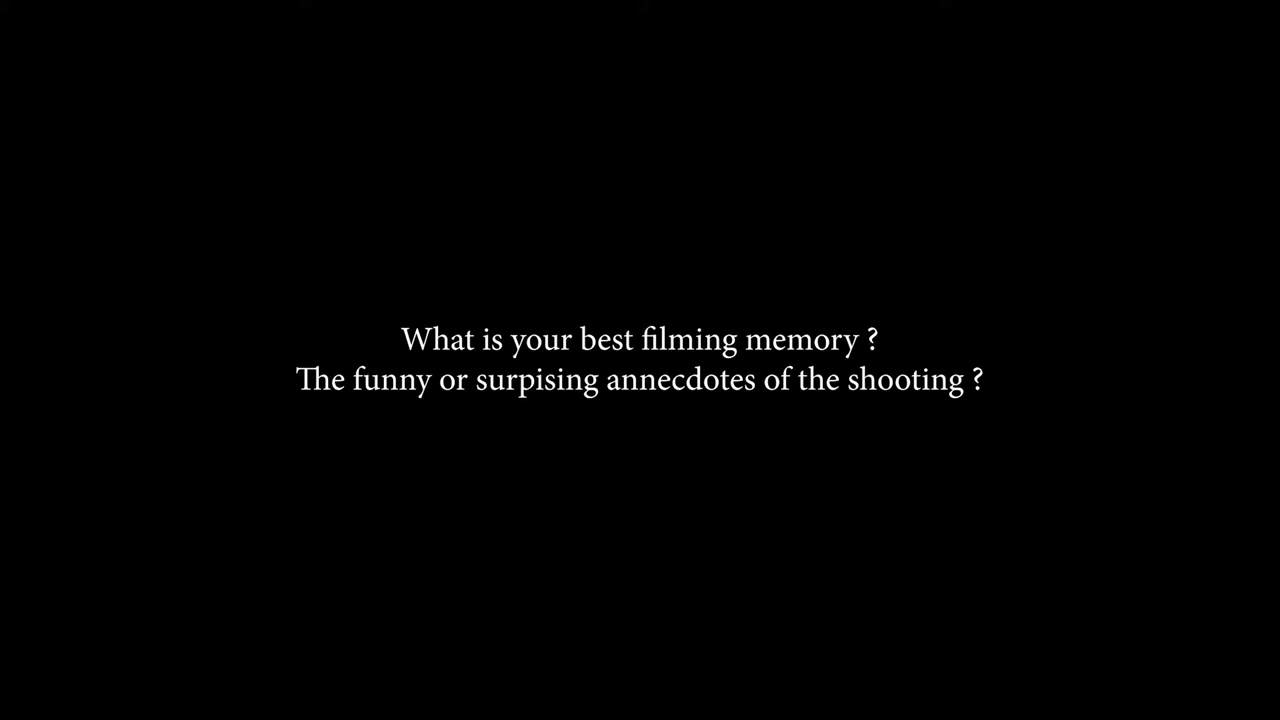 What is your best filming memory ?
The funny or surpising annecdotes of the shooting ?